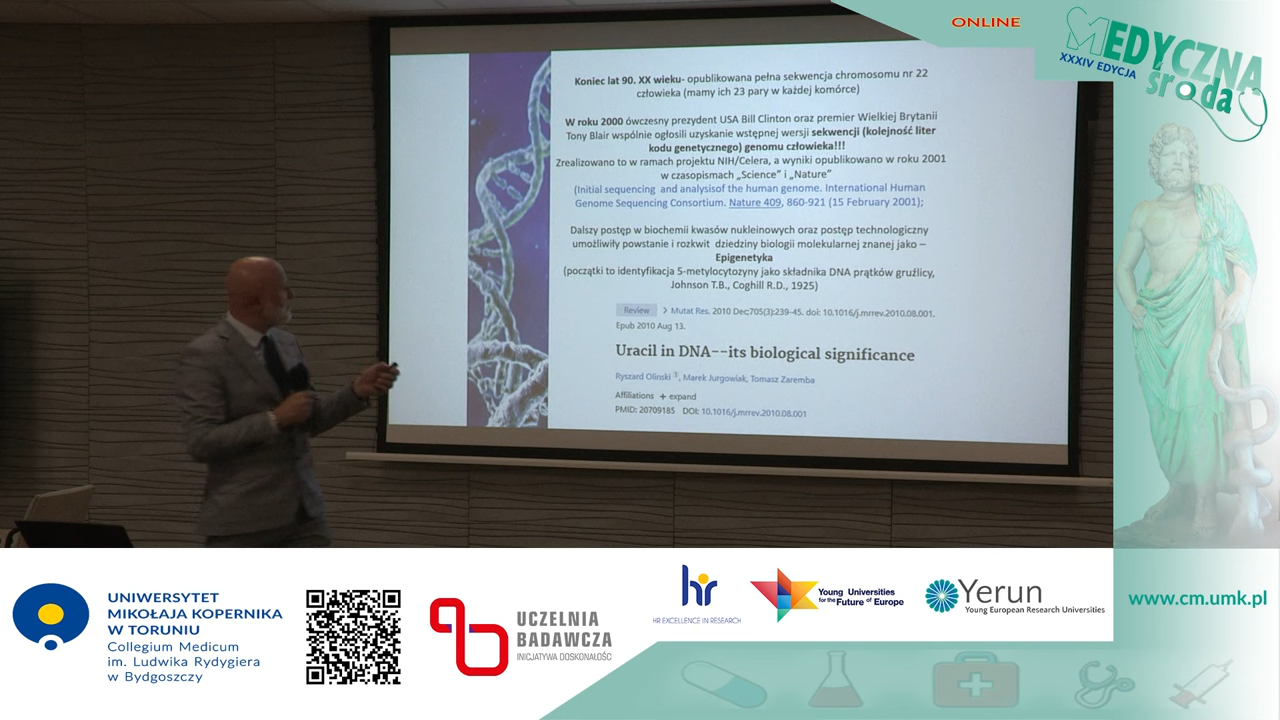 ONLINE
MEDYCZNA
środa
XXXIV EDYCJA
Koniec lat 90. XX wieku- opublikowana pełna sekwencja chromosomu nr 22
człowieka (mamy ich 23 pary w każdej komórce)
W roku 2000 ówczesny prezydent USA Bill Clinton oraz premier Wielkiej Brytanii
Tony Blair wspólnie ogłosili uzyskanie wstępnej wersji sekwencji (kolejność liter
kodu genetycznego) genomu człowieka!!!
Zrealizowano to w ramach projektu NIH/Celera, a wyniki opublikowano w roku 2001
w czasopismach „Science” i „Nature”
(Initial sequencing and analysisof the human genome. International Human
Genome Sequencing Consortium. Nature 409, 860-921 (15 February 2001);
Dalszy postęp w biochemii kwasów nukleinowych oraz postęp technologiczny
umożliwiły powstanie i rozkwit dziedziny biologii molekularnej znanej jako –
Epigenetyka
(początki to identyfikacja 5-metylocytozyny jako składnika DNA prątków gruźlicy,
Johnson T.B., Coghill R.D., 1925)
Review > Mutat Res. 2010 Dec;705(3):239-45. doi: 10.1016/j.mrrev.2010.08.001.
Epub 2010 Aug 13.
Uracil in DNA--its biological significance
Ryszard Olinski 1, Marek Jurgowiak, Tomasz Zaremba
Affiliations + expand
PMID: 20709185 DOI: 10.1016/j.mrrev.2010.08.001
UNIWERSYTET
MIKOŁAJA KOPERNIKA
W TORUNIU
Collegium Medicum
im. Ludwika Rydygiera
w Bydgoszczy
UCZELNIA
BADAWCZA
INICJATYWA DOSKONAŁOŚCI
hr
HR EXCELLENCE IN RESEARCH
Young Universities
for the Future of Europe
Yerun
Young European Research Universities
www.cm.umk.pl